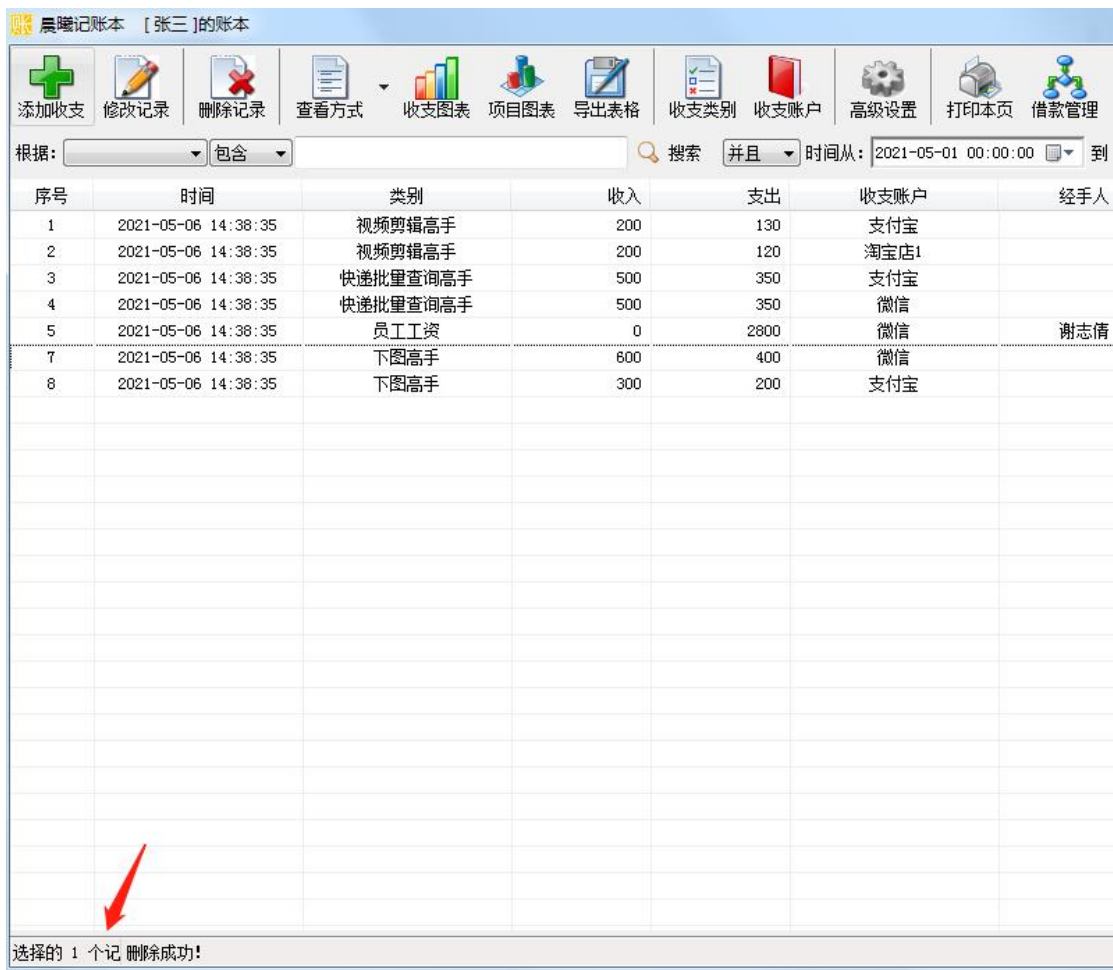 晨曦记账本 [ 张三 ]的账本
添加收支 修改记录 删除记录 查看方式 收支图表 项目图表 导出表格 收支类别 收支账户 高级设置 打印本页 借款管理
根据: 包含 搜索 并且 时间从: 2021-05-01 00:00:00 到
序号 时间 类别 收入 支出 收支账户 经手人
1 2021-05-06 14:38:35 视频剪辑高手 200 130 支付宝
2 2021-05-06 14:38:35 视频剪辑高手 200 120 淘宝店1
3 2021-05-06 14:38:35 快递批量查询高手 500 350 支付宝
4 2021-05-06 14:38:35 快递批量查询高手 500 350 微信
5 2021-05-06 14:38:35 员工工资 0 2800 微信 谢志倩
7 2021-05-06 14:38:35 下图高手 600 400 微信
8 2021-05-06 14:38:35 下图高手 300 200 支付宝
选择的 1 个记 删除成功!